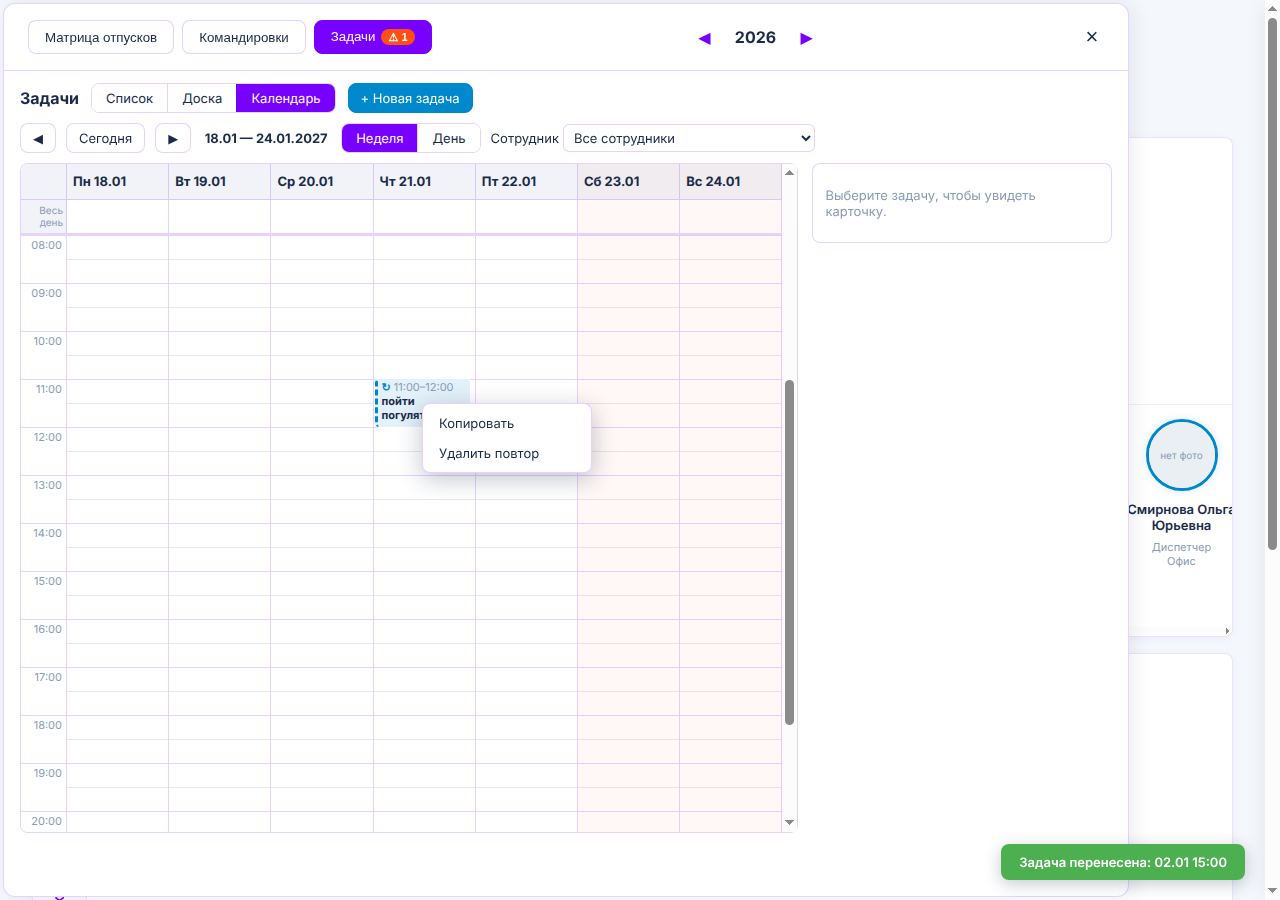 Матрица отпусков
Командировки
Задачи ⚠ 1
◀ 2026 ▶
×
Задачи
Список
Доска
Календарь
+ Новая задача
◀
Сегодня
▶
18.01 — 24.01.2027
Неделя
День
Сотрудник
Все сотрудники
Пн 18.01
Вт 19.01
Ср 20.01
Чт 21.01
Пт 22.01
Сб 23.01
Вс 24.01
Весь
день
08:00
09:00
10:00
11:00
12:00
13:00
14:00
15:00
16:00
17:00
18:00
19:00
20:00
↻ 11:00–12:00
пойти
Копировать
Удалить повтор
Выберите задачу, чтобы увидеть
карточку.
нет фото
Смирнова Ольга
Юрьевна
Диспетчер
Офис
Задача перенесена: 02.01 15:00